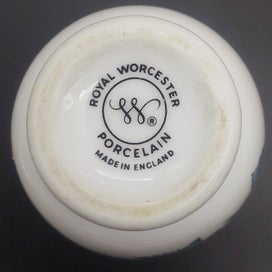 ROYAL WORCESTER
W®
PORCELAIN
MADE IN ENGLAND